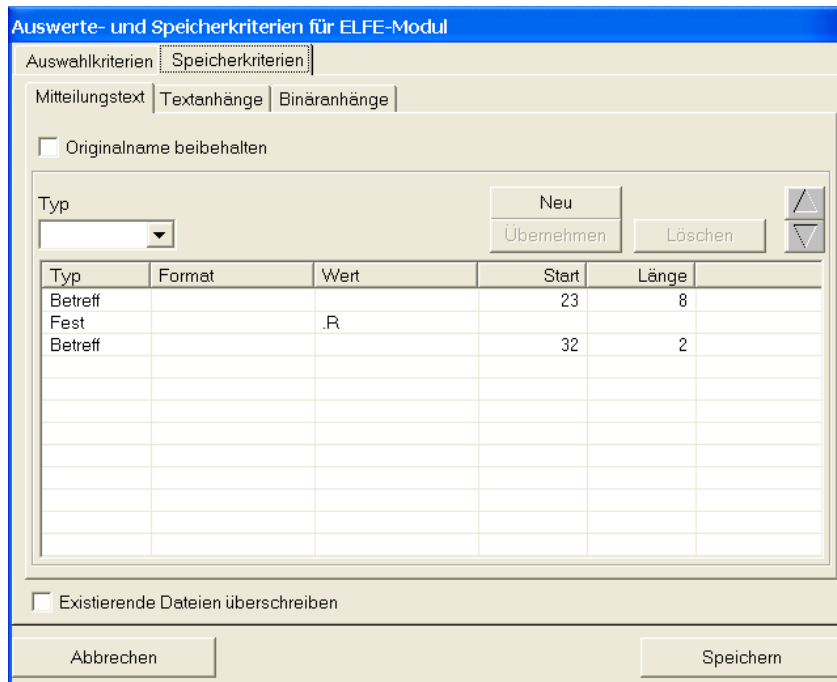 Auswerte- und Speicherkriterien für ELFE-Modul
Auswahlkriterien Speicherkriterien
Mitteilungstext Textanhänge Binäranhänge
Originalname beibehalten
Typ Neu
Übernehmen Löschen
Typ Format Wert Start Länge
Betreff 23 8
Fest .R
Betreff 32 2
Existierende Dateien überschreiben
Abbrechen Speichern